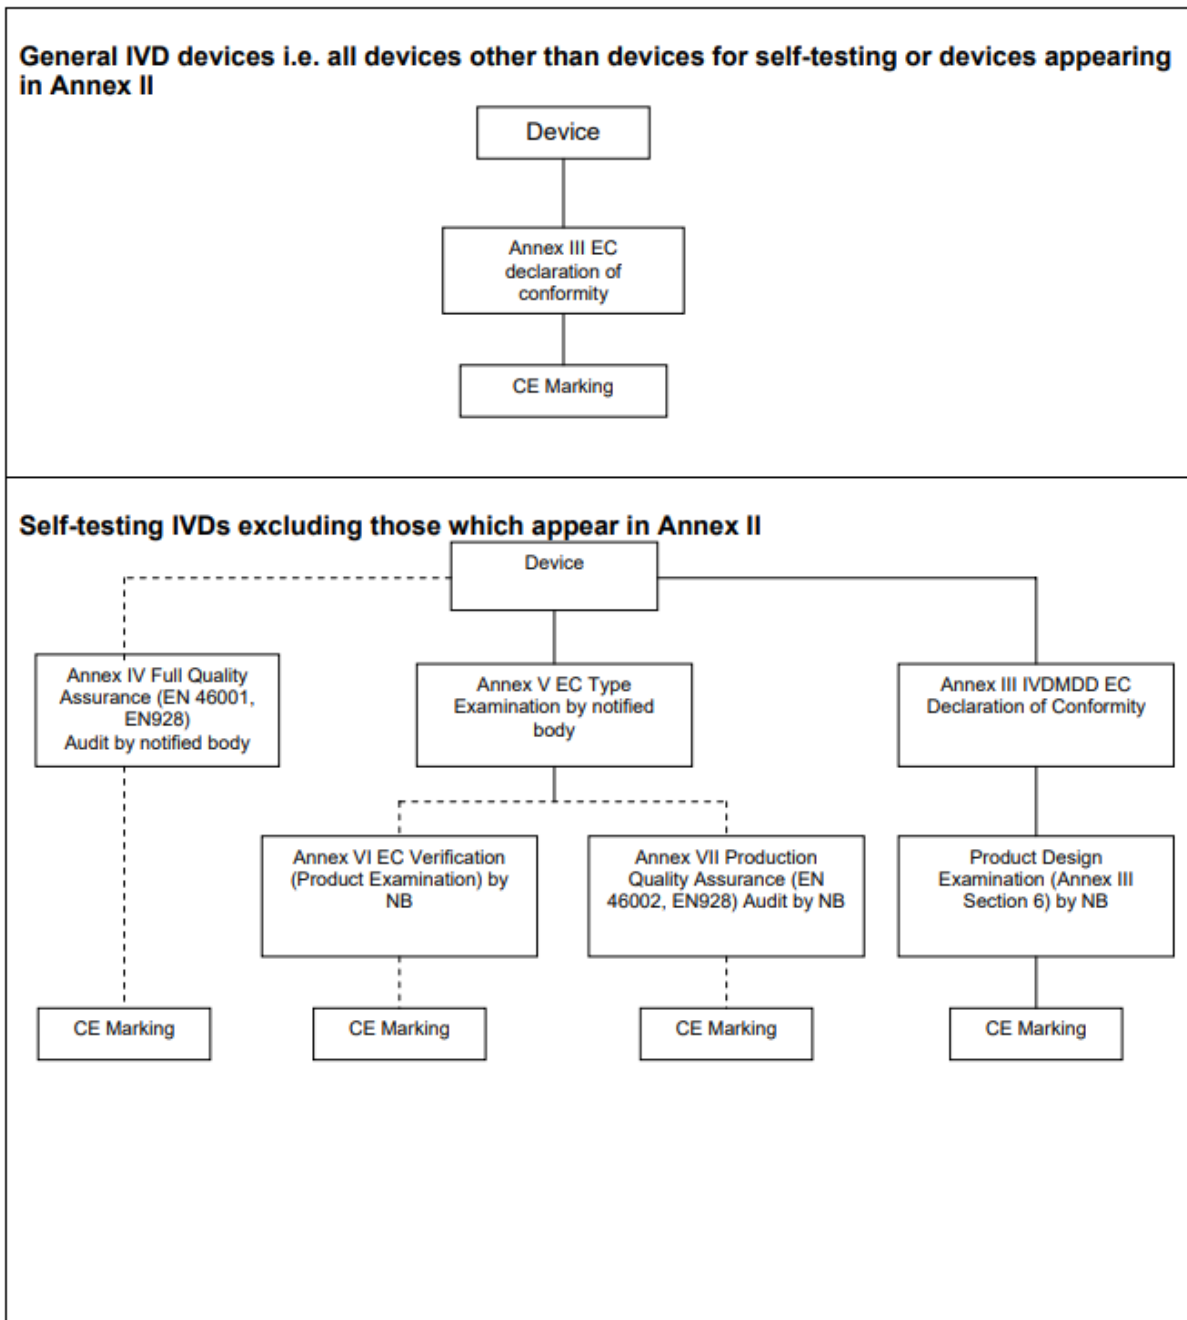 General IVD devices i.e. all devices other than devices for self-testing or devices appearing
in Annex II
Device
Annex III EC
declaration of
conformity
CE Marking
Self-testing IVDs excluding those which appear in Annex II
Device
Annex IV Full Quality
Assurance (EN 46001,
EN928)
Audit by notified body
Annex V EC Type
Examination by notified
body
Annex III IVDMDD EC
Declaration of Conformity
Annex VI EC Verification
(Product Examination) by
NB
Annex VII Production
Quality Assurance (EN
46002, EN928) Audit by NB
Product Design
Examination (Annex III
Section 6) by NB
CE Marking
CE Marking
CE Marking
CE Marking